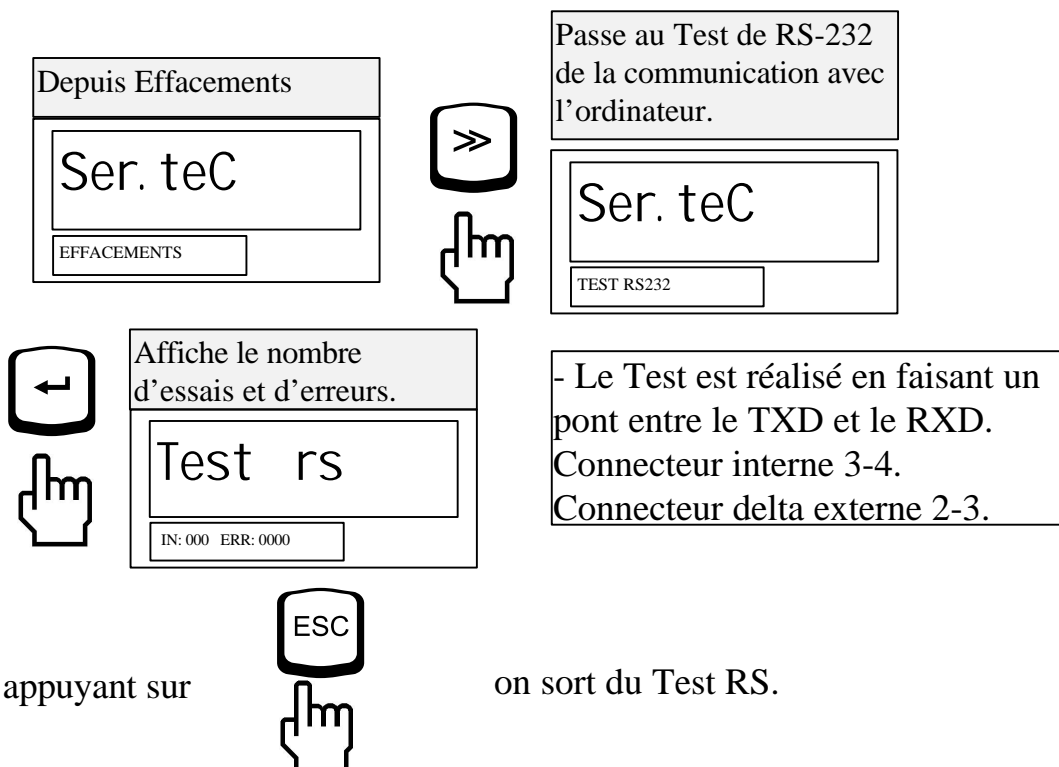 Depuis Effacements
Ser. teC
EFFACEMENTS
≫
Passe au Test de RS-232
de la communication avec
l’ordinateur.
Ser. teC
TEST RS232
Affiche le nombre
d’essais et d’erreurs.
Test rs
IN: 000 ERR: 0000
- Le Test est réalisé en faisant un
pont entre le TXD et le RXD.
Connecteur interne 3-4.
Connecteur delta externe 2-3.
ESC
appuyant sur on sort du Test RS.